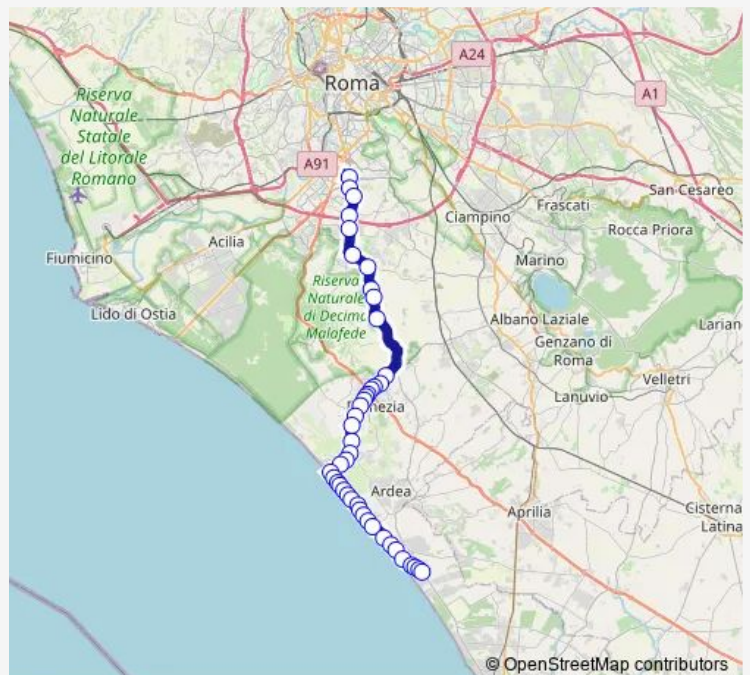 A24
Roma
A1
Riserva
Naturale
Statale
del Litorale
Romano
A91
San Cesareo
Frascati
Ciampino
Rocca Priora
Acilia
Fiumicino
Marino
Riserva
Naturale
di Decima
Malafede
Lido di Ostia
Albano Laziale
Larian
Genzano di
Roma
Velletri
Lanuvio
nezia
Ardea
Aprilia
Cisterna
Latina
© OpenStreetMap contributors